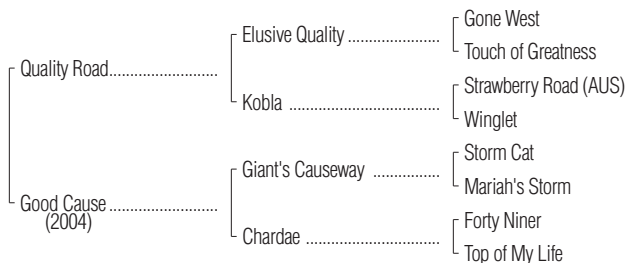 Gone West
Elusive Quality .....................
Touch of Greatness
Quality Road.........................
Strawberry Road (AUS)
Kobla ...................................
Winglet
Storm Cat
Giant's Causeway ................
Mariah's Storm
Good Cause .........................
(2004)
Forty Niner
Chardae ...............................
Top of My Life